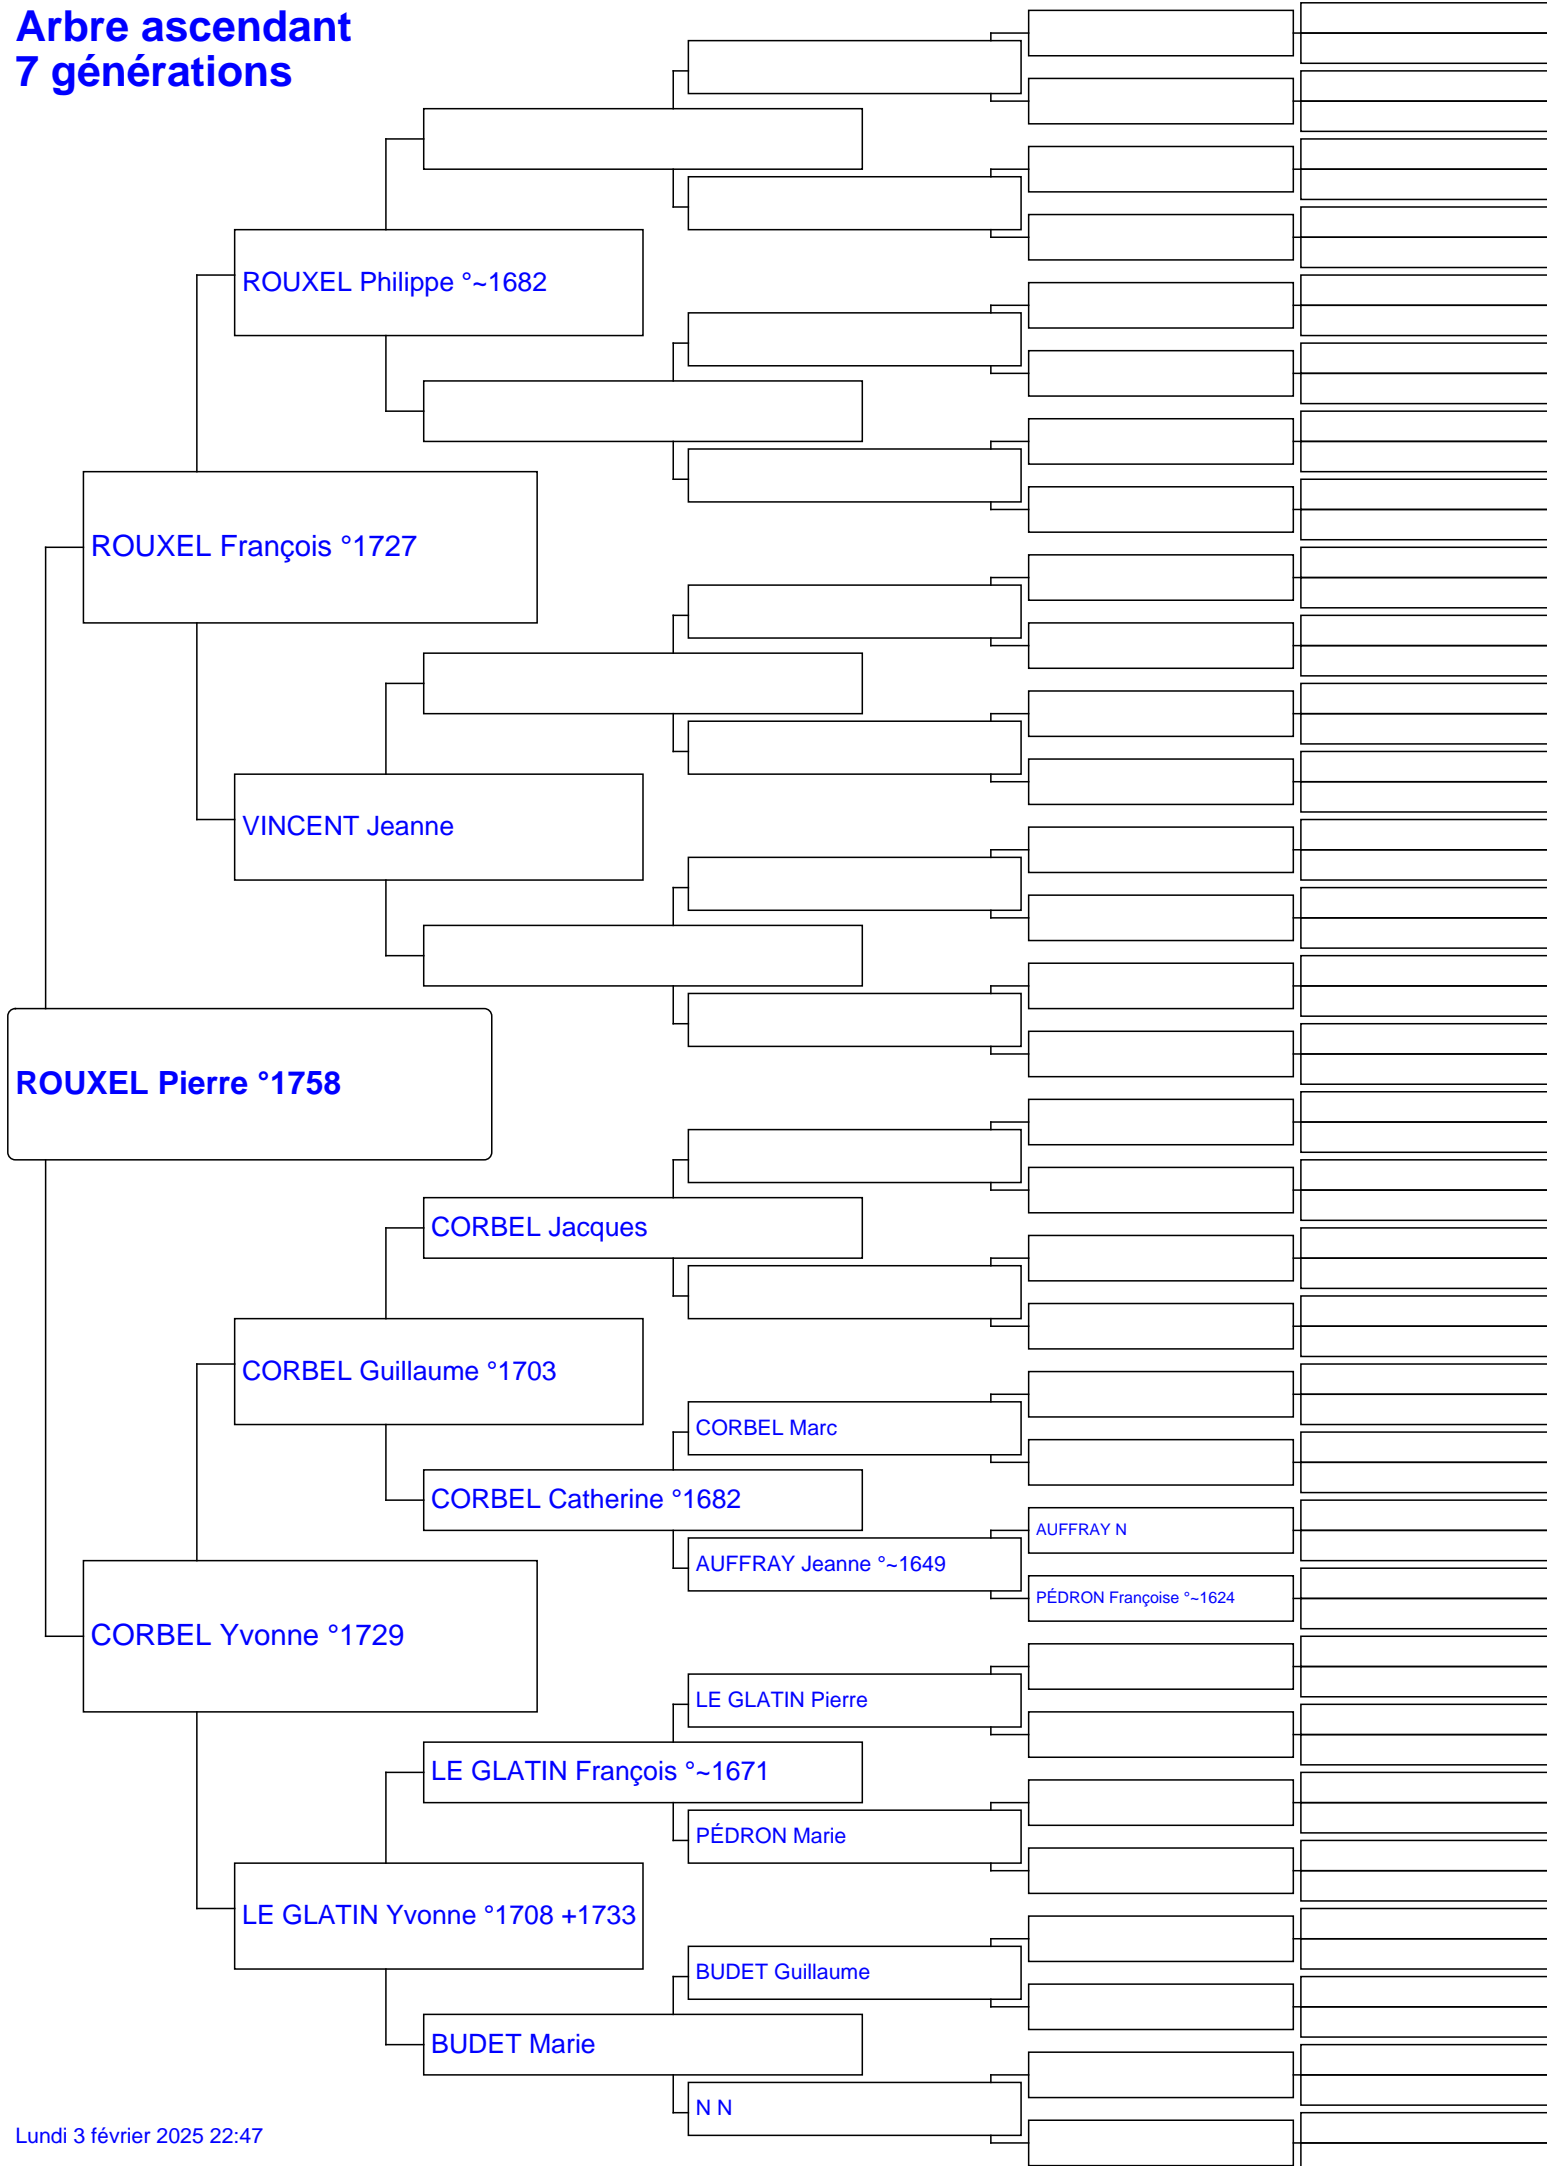 Arbre ascendant
7 générations
ROUXEL Philippe °~1682
ROUXEL François °1727
VINCENT Jeanne
ROUXEL Pierre °1758
CORBEL Jacques
CORBEL Guillaume °1703
CORBEL Marc
CORBEL Catherine °1682
AUFFRAY N
AUFFRAY Jeanne °~1649
PÉDRON Françoise °~1624
CORBEL Yvonne °1729
LE GLATIN Pierre
LE GLATIN François °~1671
PÉDRON Marie
LE GLATIN Yvonne °1708 +1733
BUDET Guillaume
BUDET Marie
N N
Lundi 3 février 2025 22:47